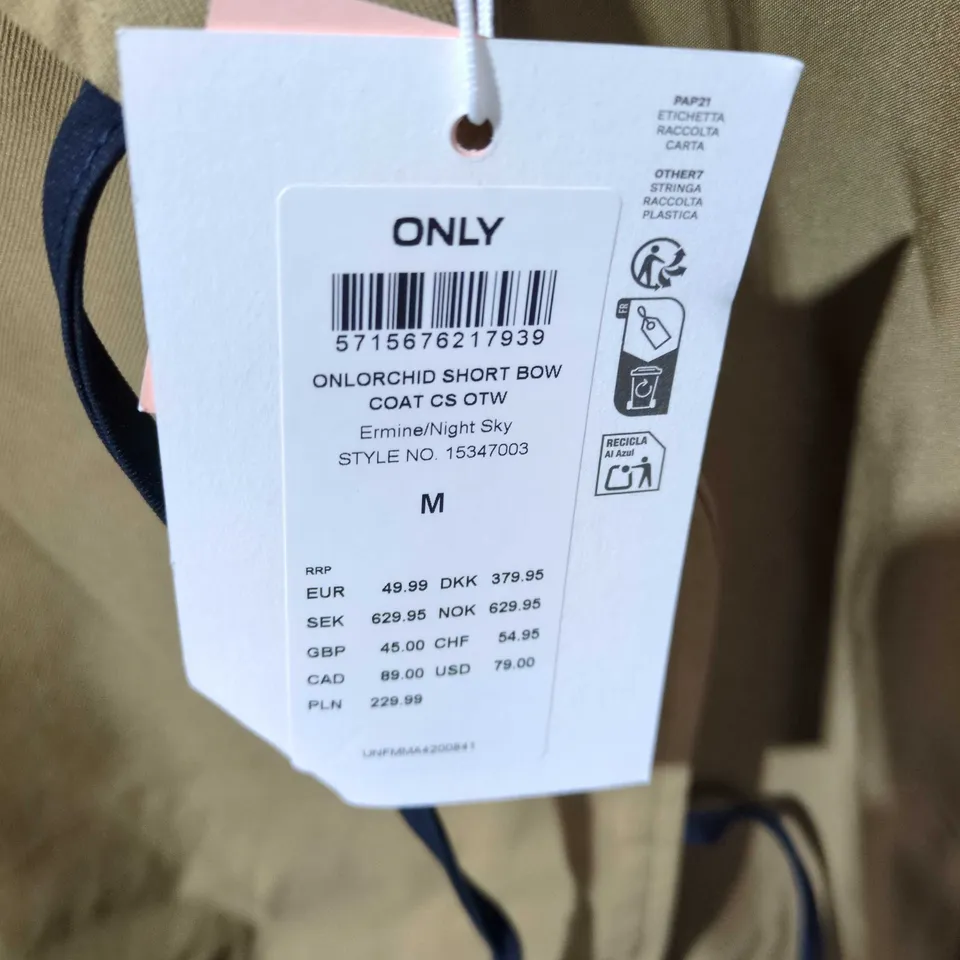 PAP21
ETICHETTA
RACCOLTA
CARTA
OTHER7
STRINGA
RACCOLTA
PLASTICA
FR
RECICLA
Al Azul
ONLY
5715676217939
ONLORCHID SHORT BOW
COAT CS OTW
Ermine/Night Sky
STYLE NO. 15347003
M
RRP
EUR 49.99 DKK 379.95
SEK 629.95 NOK 629.95
GBP 45.00 CHF 54.95
CAD 89.00 USD 79.00
PLN 229.99